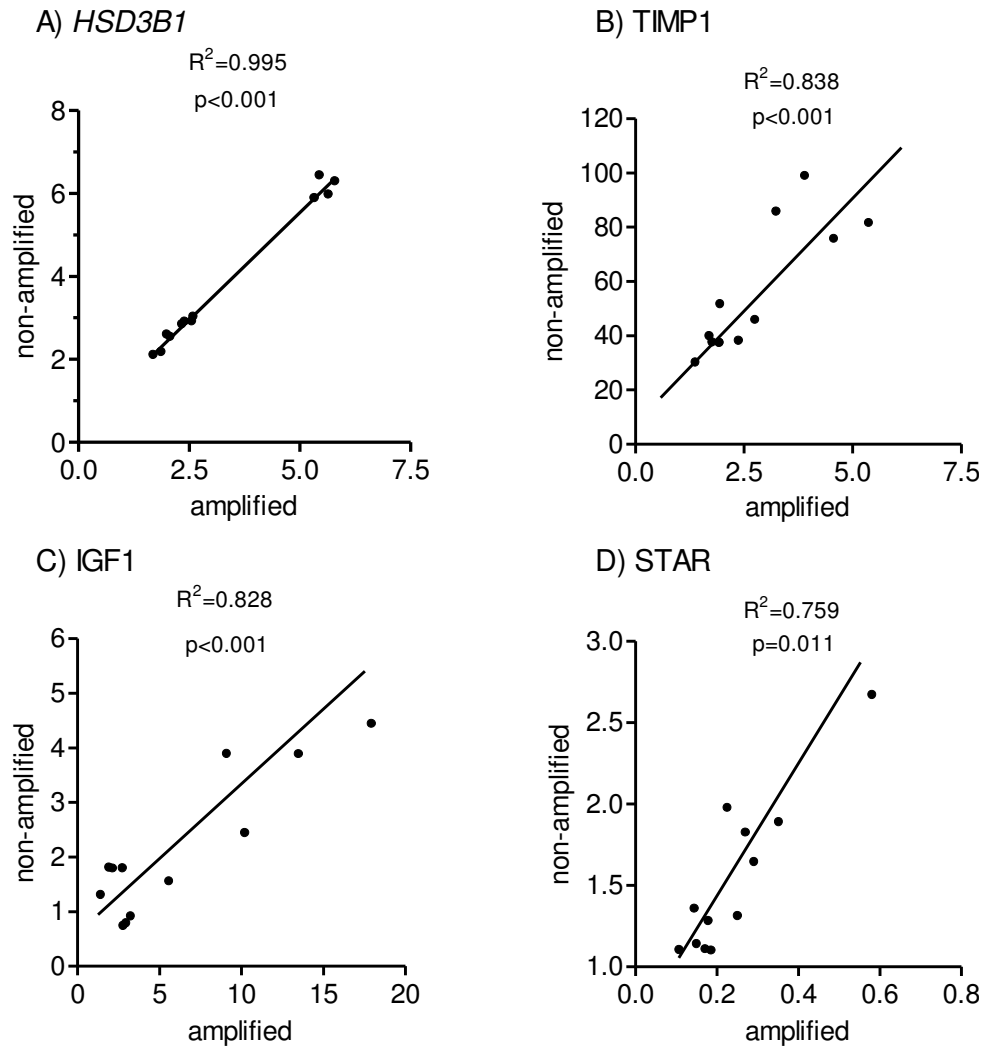 A) HSD3B1
R²=0.995
p<0.001
8
6
4
2
0
non-amplified
0.0 2.5 5.0 7.5
amplified
B) TIMP1
R²=0.838
p<0.001
120
100
80
60
40
20
0
non-amplified
0.0 2.5 5.0 7.5
amplified
C) IGF1
R²=0.828
p<0.001
6
5
4
3
2
1
0
non-amplified
0 5 10 15 20
amplified
D) STAR
R²=0.759
p=0.011
3.0
2.5
2.0
1.5
1.0
non-amplified
0.0 0.2 0.4 0.6 0.8
amplified